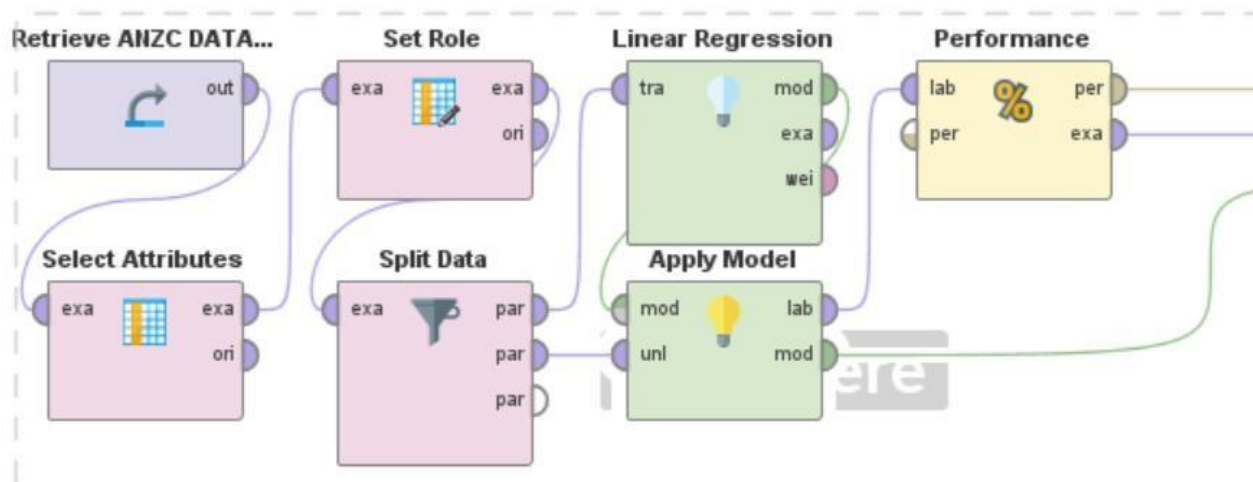 Retrieve ANZC DATA...
out
Set Role
exa exa
ori
Linear Regression
tra mod
exa
wei
Performance
%
lab per
per exa
Select Attributes
exa exa
ori
Split Data
exa par
par
par
Apply Model
mod lab
unl mod
ere